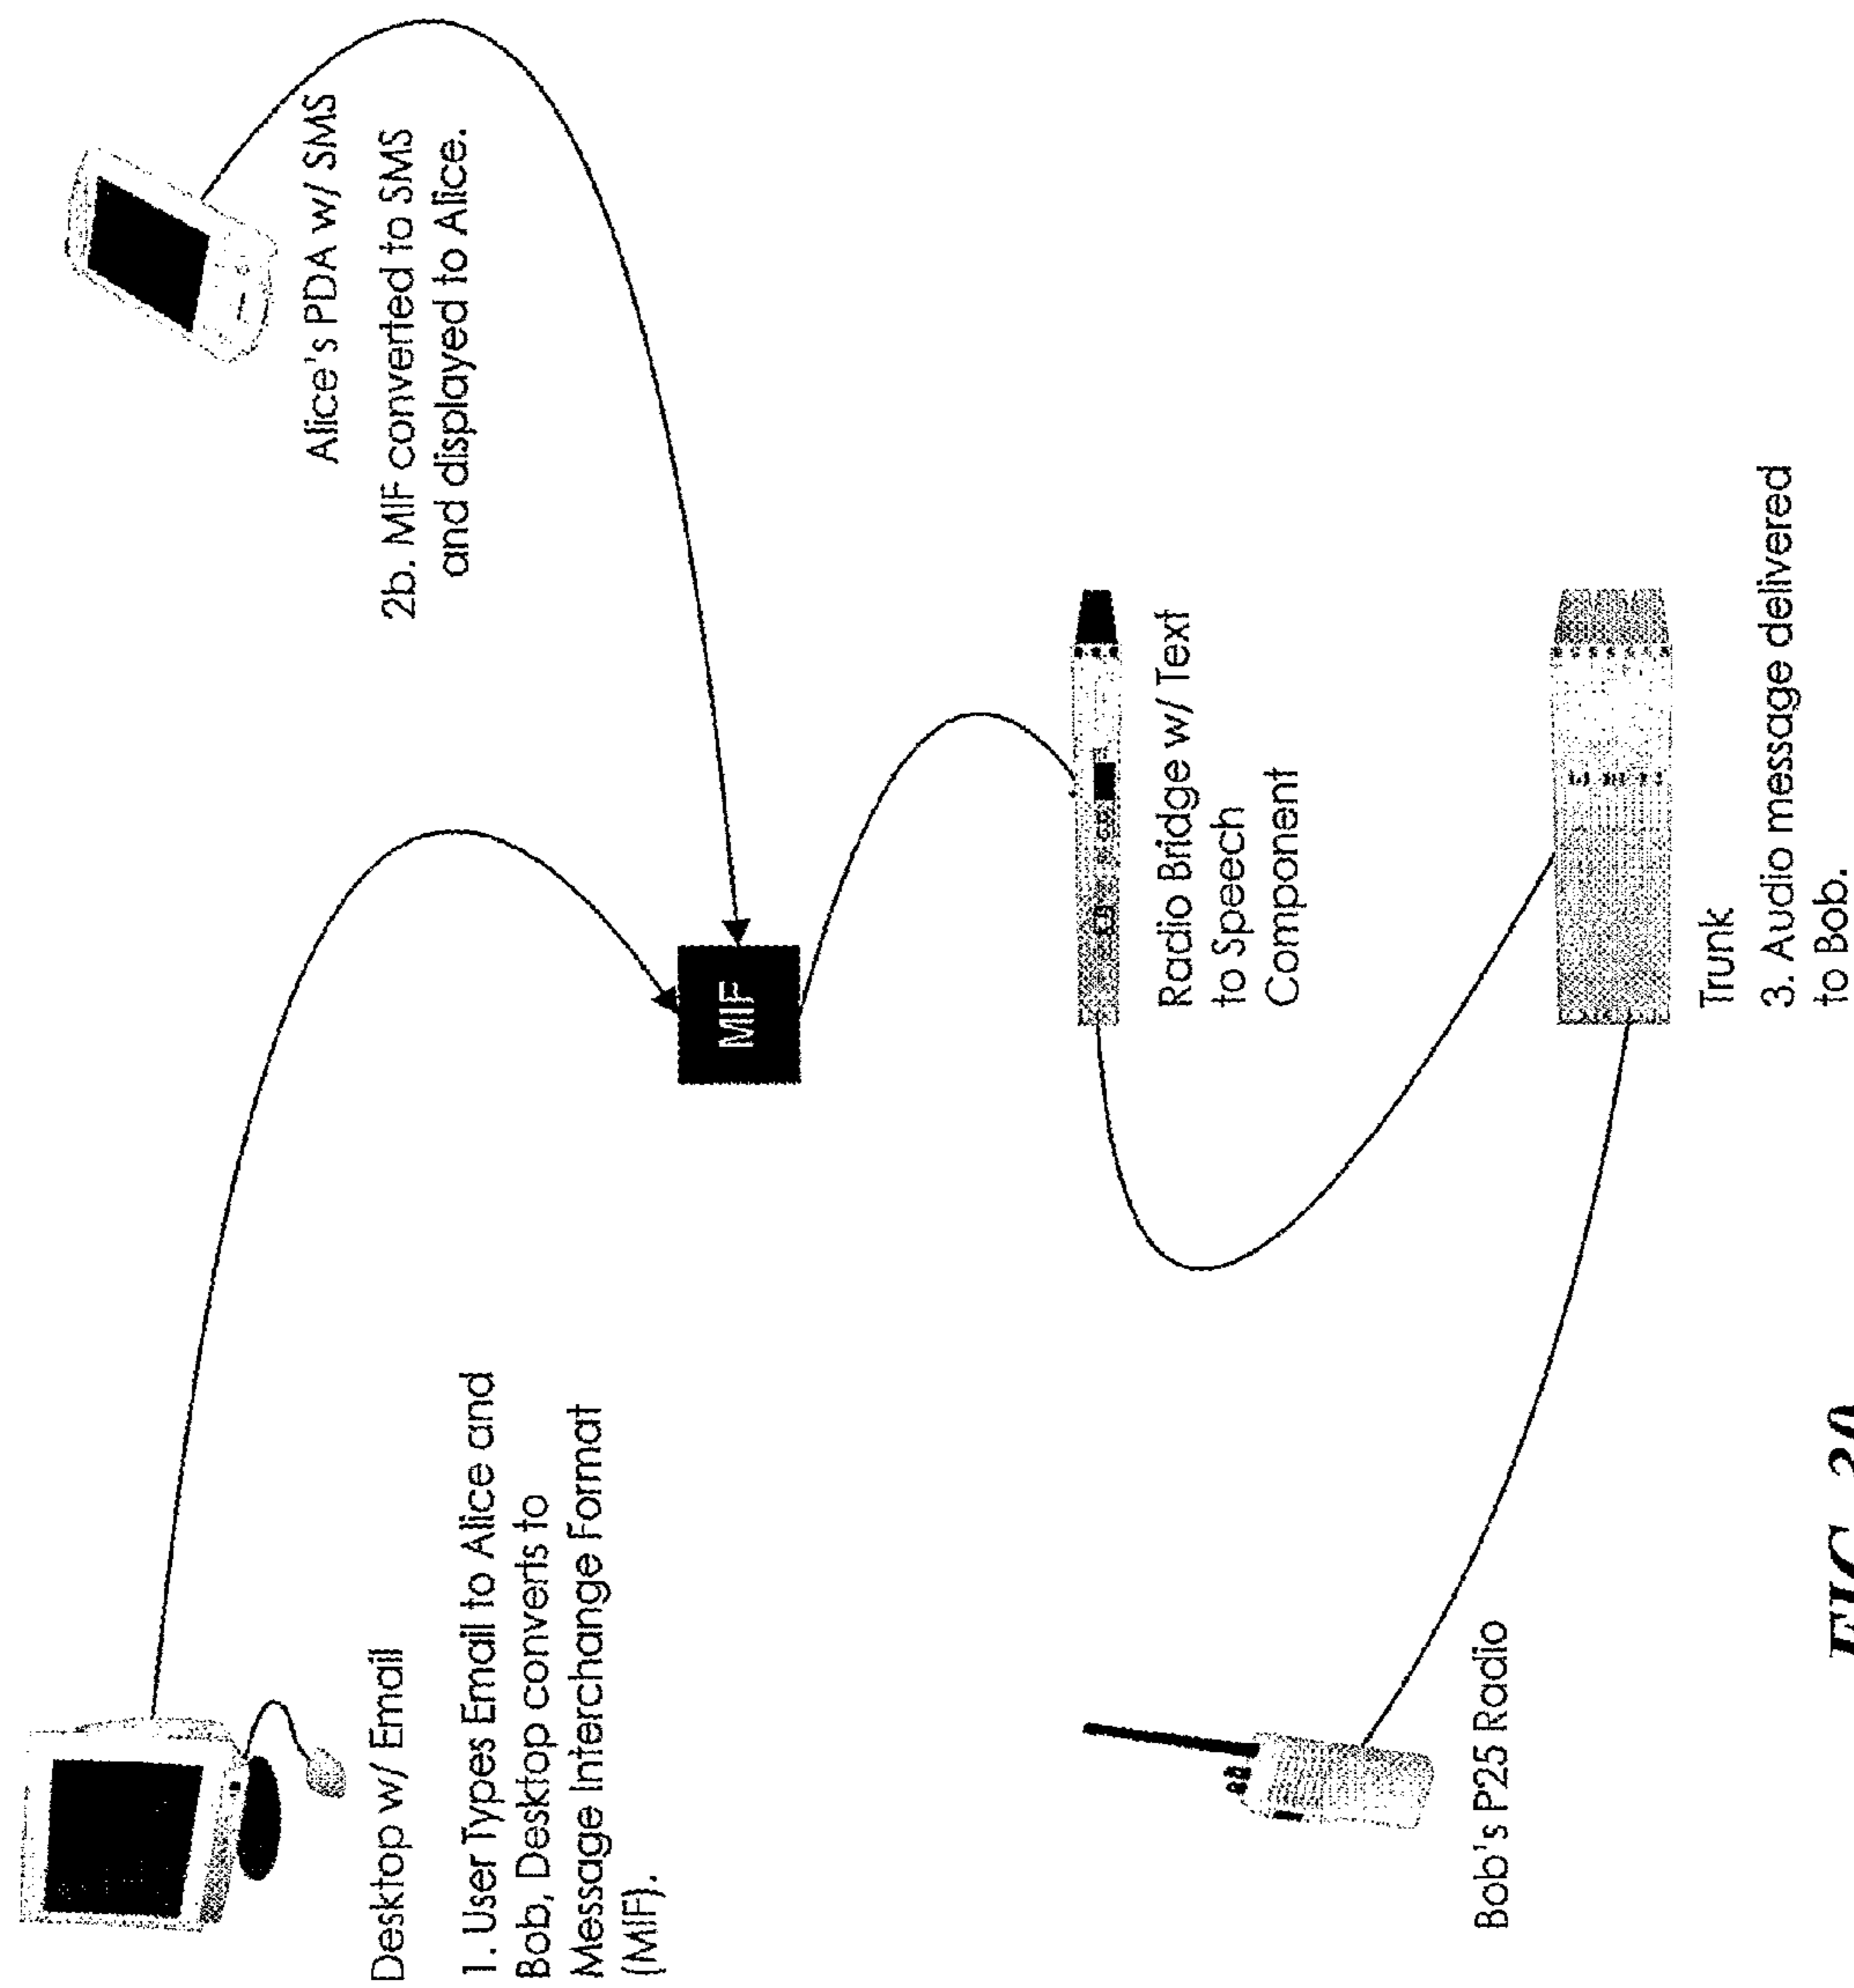 Desktop w/ Email
1. User Types Email to Alice and
Bob, Desktop converts to
Message Interchange Format
(MIF).
Alice's PDA w/ SMS
2b. MIF converted to SMS
and displayed to Alice.
MIF
Radio Bridge w/ Text
to Speech
Component
Bob's P25 Radio
Trunk
3. Audio message delivered
to Bob.
FIG.